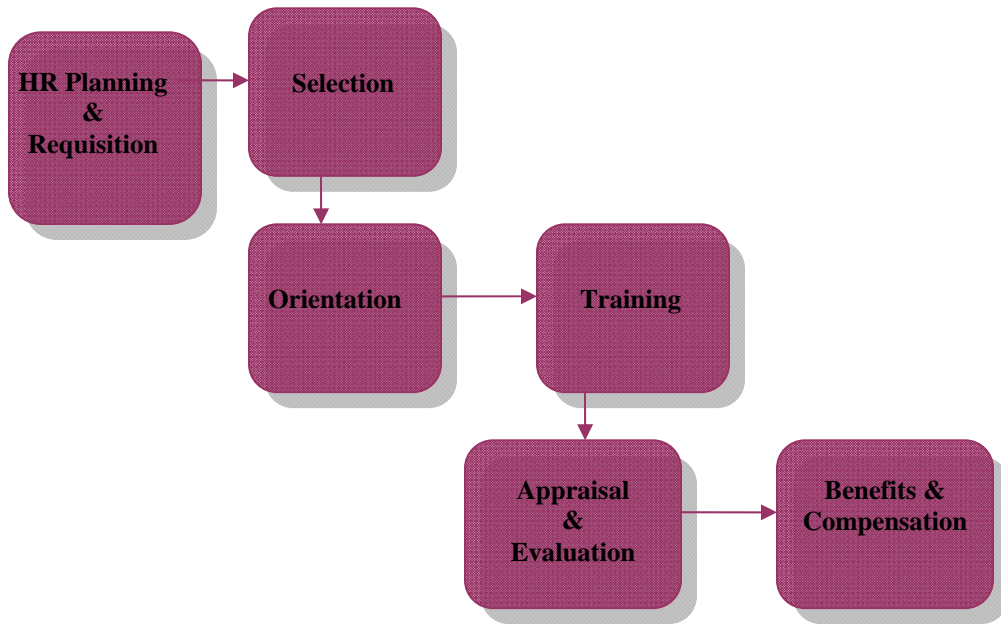 HR Planning
&
Requisition
Selection
Orientation
Training
Appraisal
&
Evaluation
Benefits &
Compensation